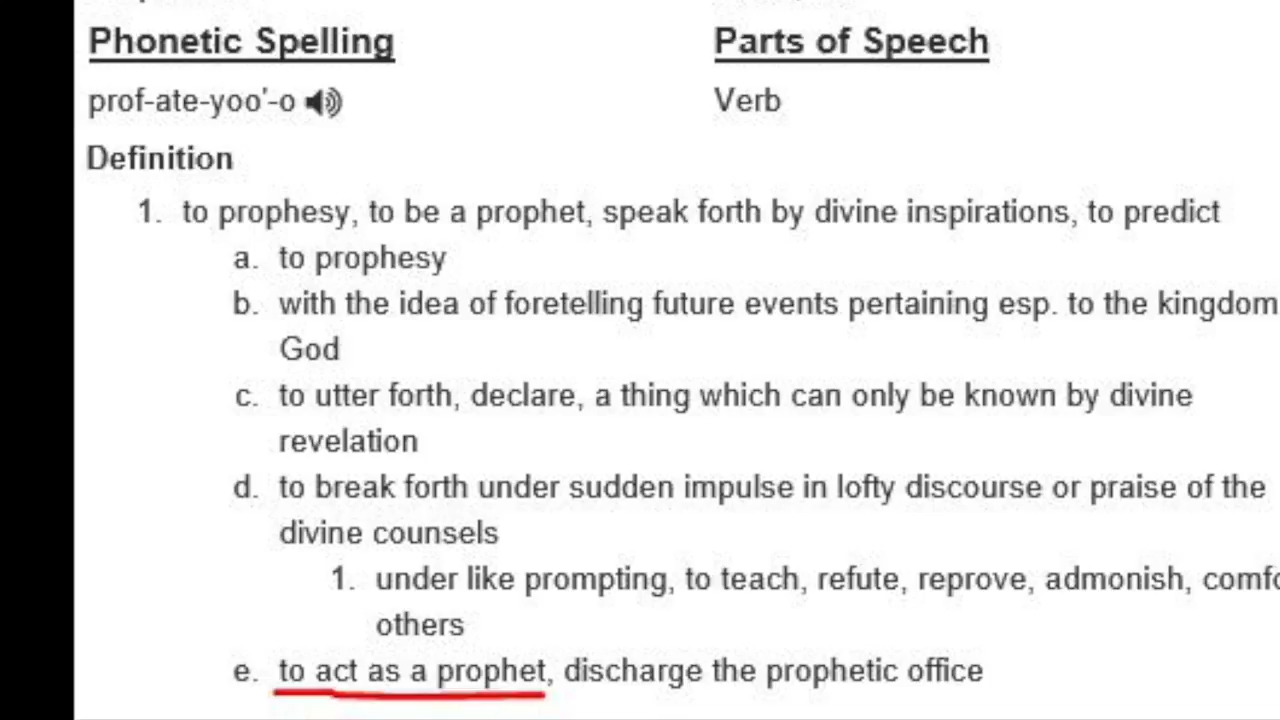 Phonetic Spelling Parts of Speech
prof-ate-yoo'-o Verb
Definition
1. to prophesy, to be a prophet, speak forth by divine inspirations, to predict
a. to prophesy
b. with the idea of foretelling future events pertaining esp. to the kingdom
God
c. to utter forth, declare, a thing which can only be known by divine
revelation
d. to break forth under sudden impulse in lofty discourse or praise of the
divine counsels
1. under like prompting, to teach, refute, reprove, admonish,
others
e. to act as a prophet, discharge the prophetic office